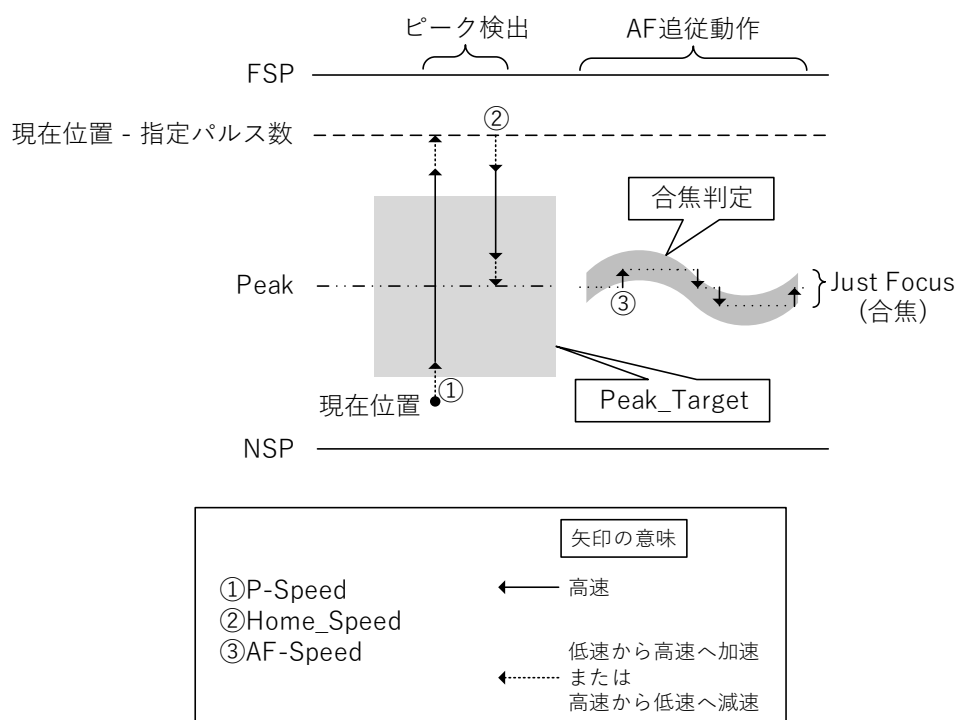 ピーク検出
AF追従動作
FSP
現在位置 - 指定パルス数
②
合焦判定
Peak
③
Just Focus
(合焦)
①
現在位置
Peak_Target
NSP
矢印の意味
①P-Speed
高速
②Home_Speed
③AF-Speed
低速から高速へ加速
または
高速から低速へ減速